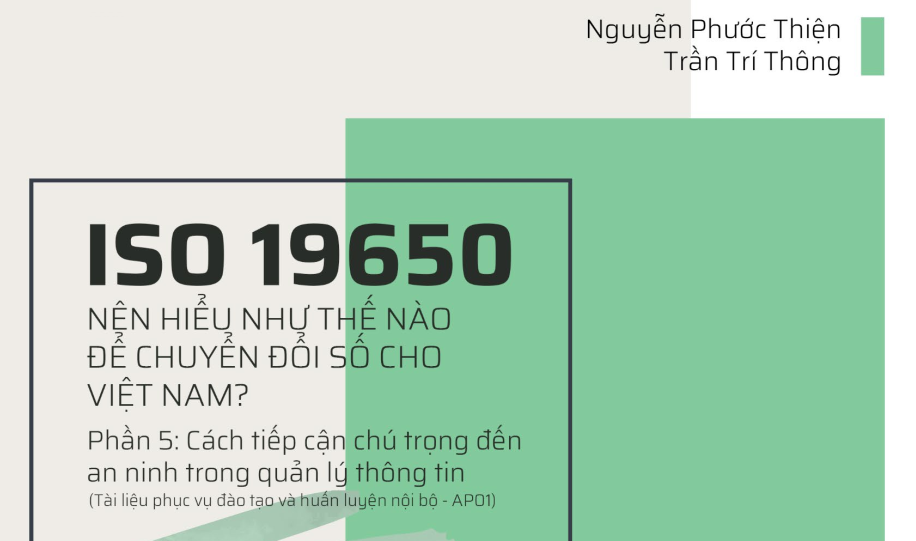 Nguyễn Phước Thiện
Trần Trí Thông
ISO 19650
NÊN HIỂU NHƯ THẾ NÀO
ĐỂ CHUYỂN ĐỔI SỐ CHO
VIỆT NAM?
Phần 5: Cách tiếp cận chú trọng đến
an ninh trong quản lý thông tin
(Tài liệu phục vụ đào tạo và huấn luyện nội bộ - AP01)